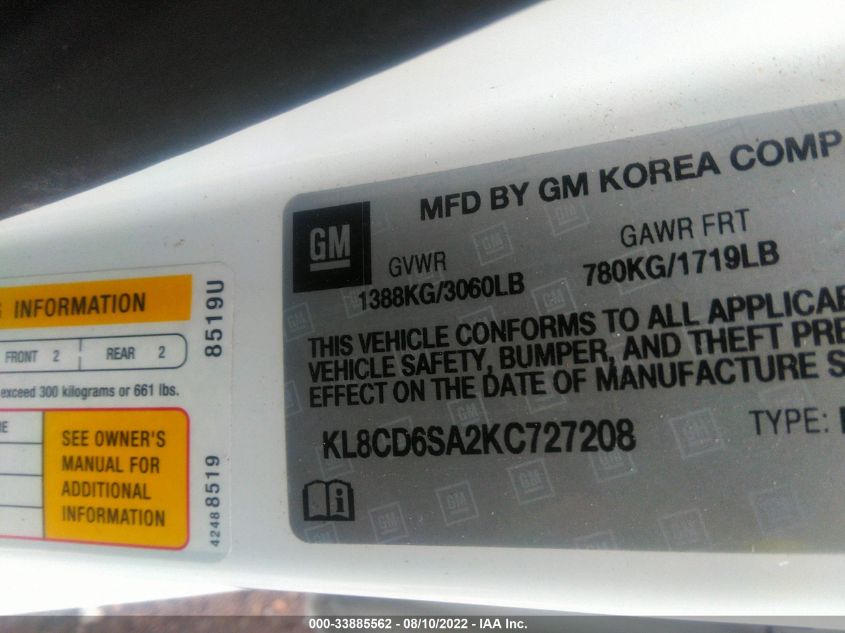 MFD BY GM KOREA COMP
GM
GVWR
GAWR FRT
1388KG/3060LB
780KG/1719LB
THIS VEHICLE CONFORMS TO ALL APPLICAB
VEHICLE SAFETY, BUMPER, AND THEFT PRE
EFFECT ON THE DATE OF MANUFACTURE S
KL8CD6SA2KC727208
TYPE:
INFORMATION
FRONT 2
REAR 2
exceed 300 kilograms or 661 lbs.
SEE OWNER'S
MANUAL FOR
ADDITIONAL
INFORMATION
8519U
42488519
000-33885562 - 08/10/2022 - IAA Inc.